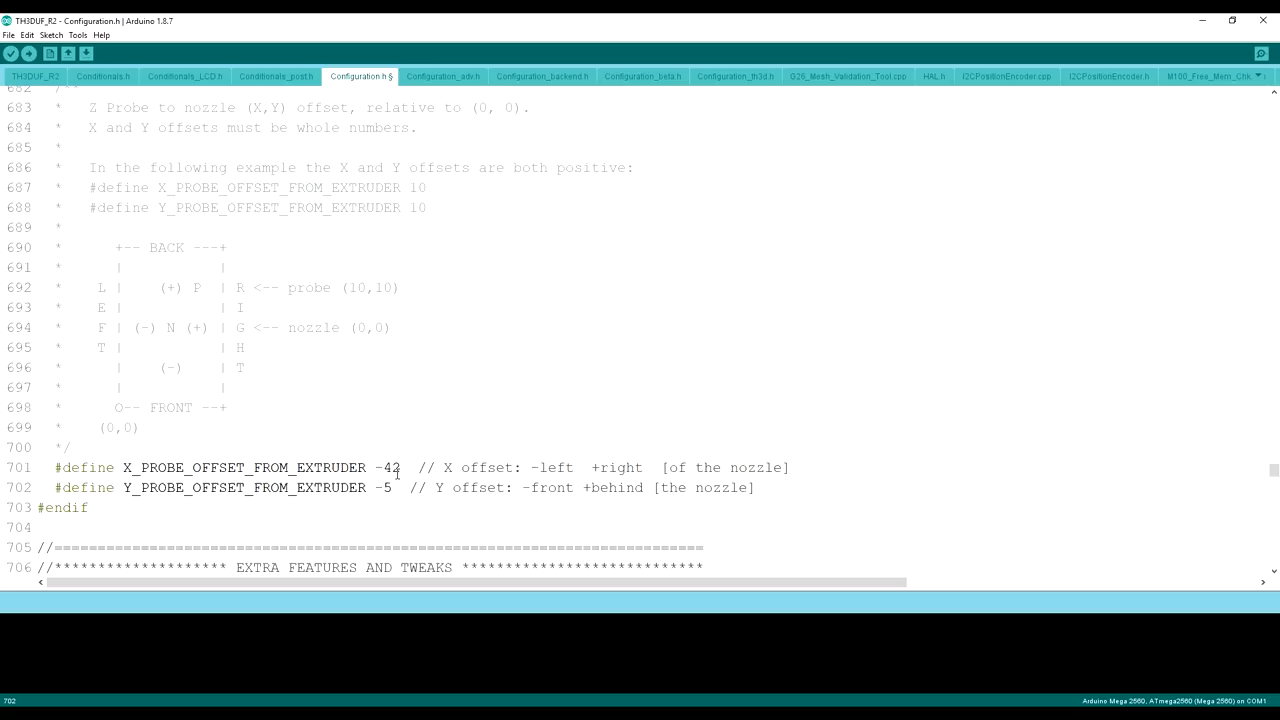 TH3DUF_R2 - Configuration.h | Arduino 1.8.7
File Edit Sketch Tools Help
TH3DUF_R2 Conditionals.h Conditionals_LCD.h Conditionals_post.h Configuration.h § Configuration_adv.h Configuration_backend.h Configuration_beta.h Configuration_th3d.h G26_Mesh_Validation_Tool.cpp HAL.h I2CPositionEncoder.cpp I2CPositionEncoder.h M100_Free_Mem_Chk.
682 /**
683 * Z Probe to nozzle (X,Y) offset, relative to (0, 0).
684 * X and Y offsets must be whole numbers.
685 *
686 * In the following example the X and Y offsets are both positive:
687 * #define X_PROBE_OFFSET_FROM_EXTRUDER 10
688 * #define Y_PROBE_OFFSET_FROM_EXTRUDER 10
689 *
690 * +-- BACK ---+
691 * | |
692 * L | (+) P | R <-- probe (10,10)
693 * E | | I
694 * F | (-) N (+) | G <-- nozzle (0,0)
695 * T | | H
696 * | (-) | T
697 * | |
698 * O-- FRONT --+
699 * (0,0)
700 */
701 #define X_PROBE_OFFSET_FROM_EXTRUDER -42 // X offset: -left +right [of the nozzle]
702 #define Y_PROBE_OFFSET_FROM_EXTRUDER -5 // Y offset: -front +behind [the nozzle]
703 #endif
704
705 //===========================================================================
706 //******************* EXTRA FEATURES AND TWEAKS ****************************
702 Arduino Mega 2560, ATmega2560 (Mega 2560) on COM1